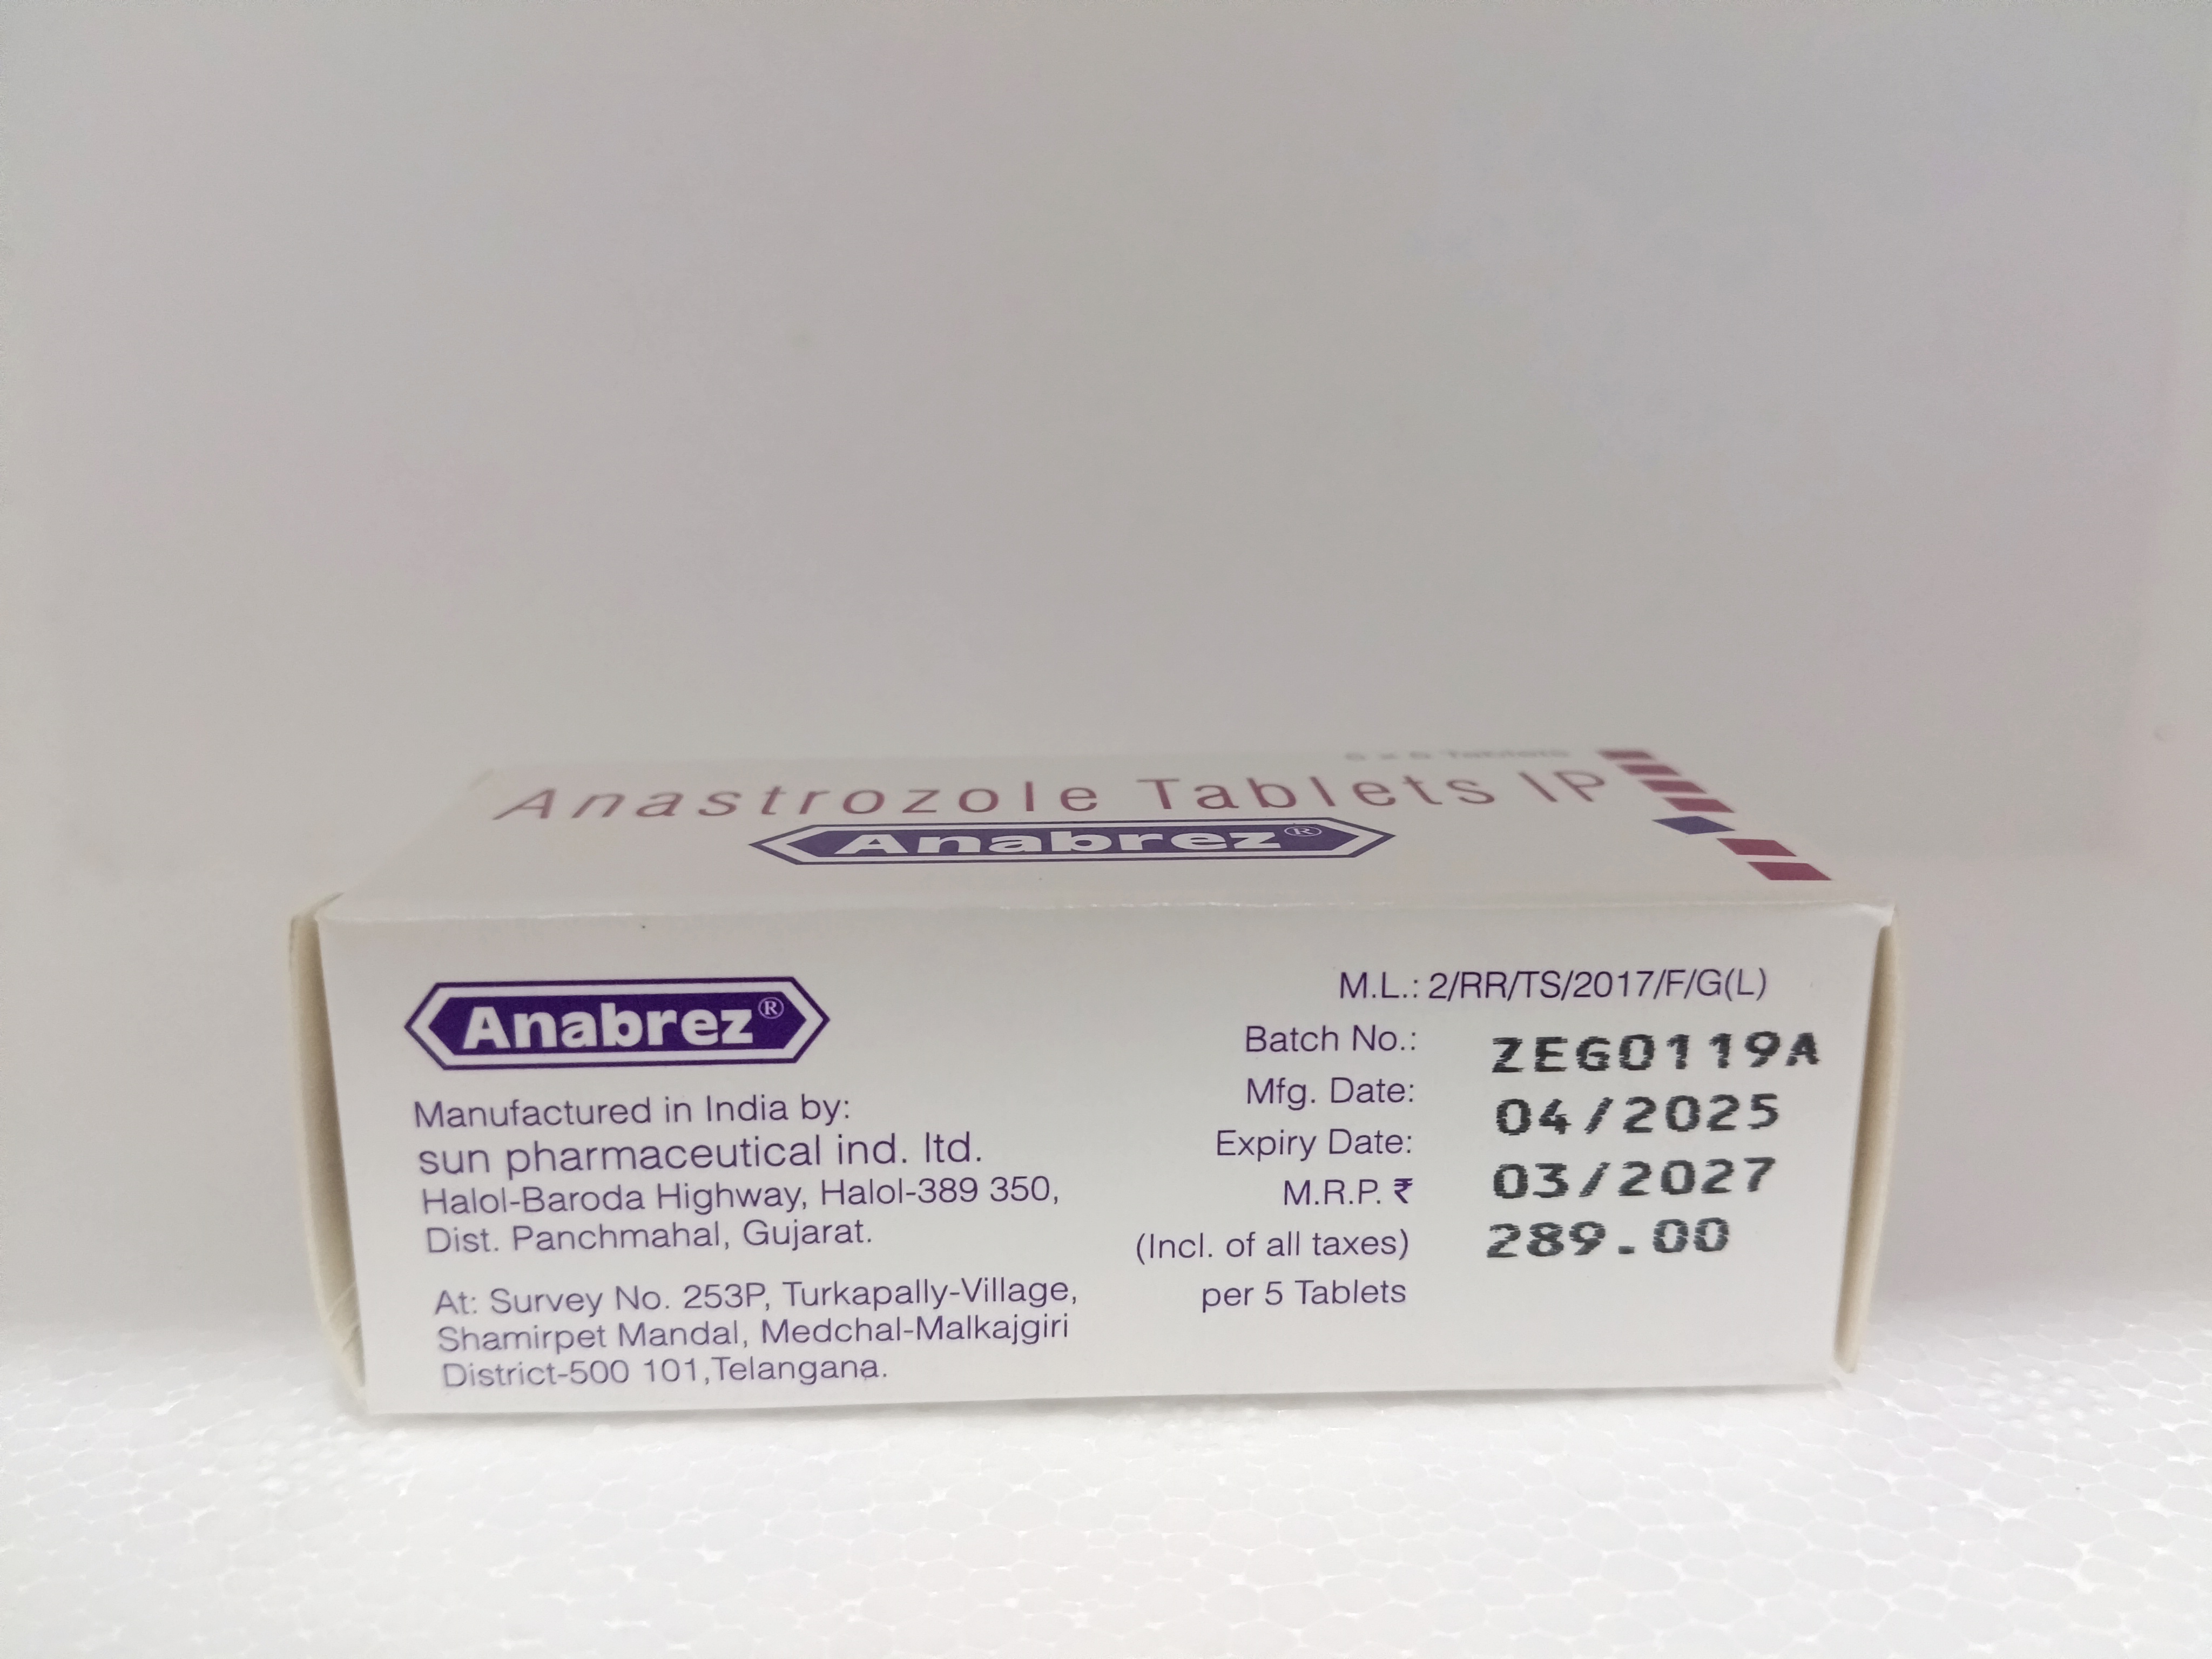 Anastrozole Tablets IP
Anabrez®
Anabrez®
Manufactured in India by:
sun pharmaceutical ind. ltd.
Halol-Baroda Highway, Halol-389 350,
Dist. Panchmahal, Gujarat.
At: Survey No. 253P, Turkapally-Village,
Shamirpet Mandal, Medchal-Malkajgiri
District-500 101,Telangana.
M.L.: 2/RR/TS/2017/F/G(L)
Batch No.: ZEG0119A
Mfg. Date: 04/2025
Expiry Date: 03/2027
M.R.P. ₹ 289.00
(Incl. of all taxes)
per 5 Tablets